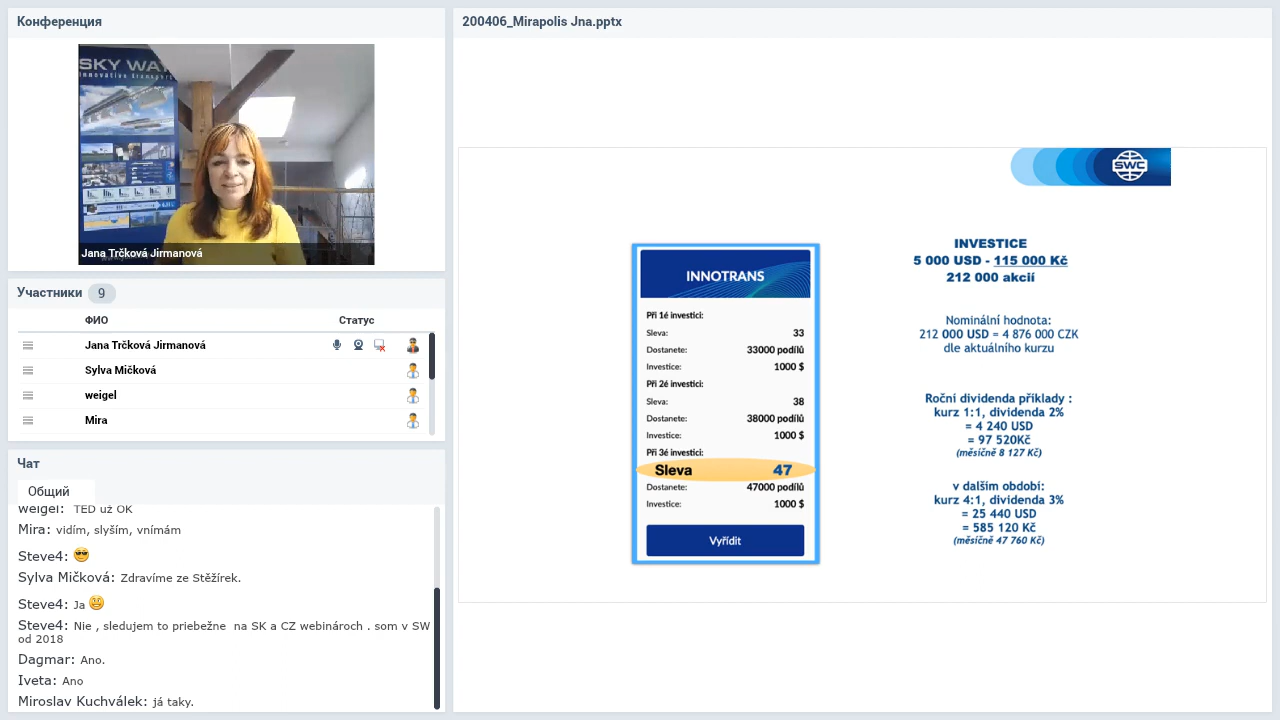 Конференция
SKY WA
Innovative Transport
Jana Trčková Jirmanová
Участники 9
ФИО Статус
Jana Trčková Jirmanová
Sylva Mičková
weigel
Mira
Чат
Общий
weigel: TED už OK
Mira: vidím, slyším, vnímám
Steve4:
Sylva Mičková: Zdravíme ze Stěžírek.
Steve4: Ja
Steve4: Nie , sledujem to priebežne na SK a CZ webinároch . som v SW
od 2018
Dagmar: Ano.
Iveta: Ano
Miroslav Kuchválek: já taky.
200406_Mirapolis Jna.pptx
SWC
INNOTRANS
Při 1é investici:
Sleva: 33
Dostanete: 33000 podílů
Investice: 1000 $
Při 2é investici:
Sleva: 38
Dostanete: 38000 podílů
Investice: 1000 $
Při 3é investici:
Sleva 47
Dostanete: 47000 podílů
Investice: 1000 $
Vyřídit
INVESTICE
5 000 USD - 115 000 Kč
212 000 akcií
Nominální hodnota:
212 000 USD = 4 876 000 CZK
dle aktuálního kurzu
Roční dividenda příklady :
kurz 1:1, dividenda 2%
= 4 240 USD
= 97 520Kč
(měsíčně 8 127 Kč)
v dalším období:
kurz 4:1, dividenda 3%
= 25 440 USD
= 585 120 Kč
(měsíčně 47 760 Kč)